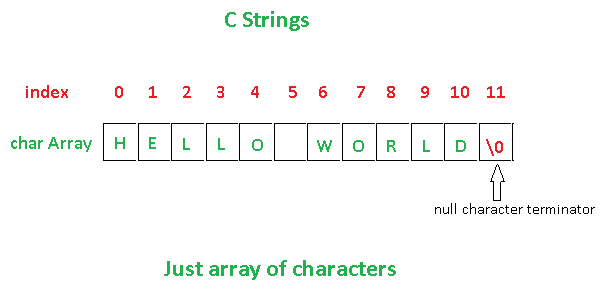 C Strings
index 0 1 2 3 4 5 6 7 8 9 10 11
char Array H E L L O W O R L D \0
null character terminator
Just array of characters